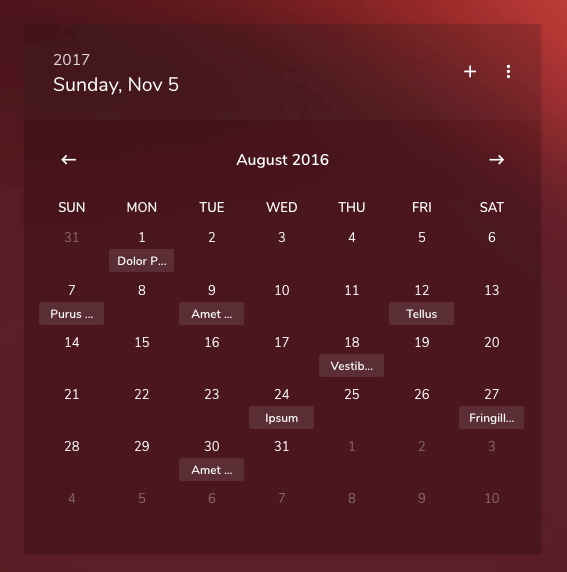 2017
Sunday, Nov 5
August 2016
SUN MON TUE WED THU FRI SAT
31 1 2 3 4 5 6
Dolor P...
7 8 9 10 11 12 13
Purus ... Amet ... Tellus
14 15 16 17 18 19 20
Vestib...
21 22 23 24 25 26 27
Ipsum Fringill...
28 29 30 31 1 2 3
Amet ...
4 5 6 7 8 9 10